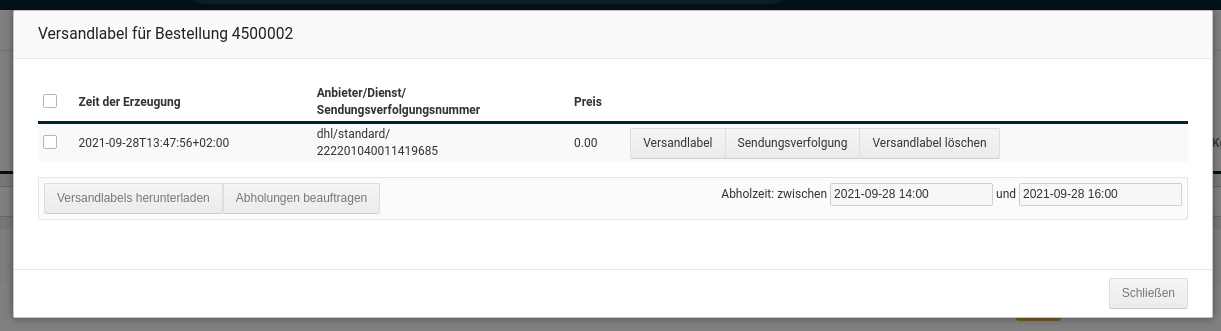 Versandlabel für Bestellung 4500002
Zeit der Erzeugung
Anbieter/Dienst/
Sendungsverfolgungsnummer
Preis
2021-09-28T13:47:56+02:00
dhl/standard/
222201040011419685
0.00
Versandlabel
Sendungsverfolgung
Versandlabel löschen
Versandlabels herunterladen
Abholungen beauftragen
Abholzeit: zwischen 2021-09-28 14:00 und 2021-09-28 16:00
Schließen